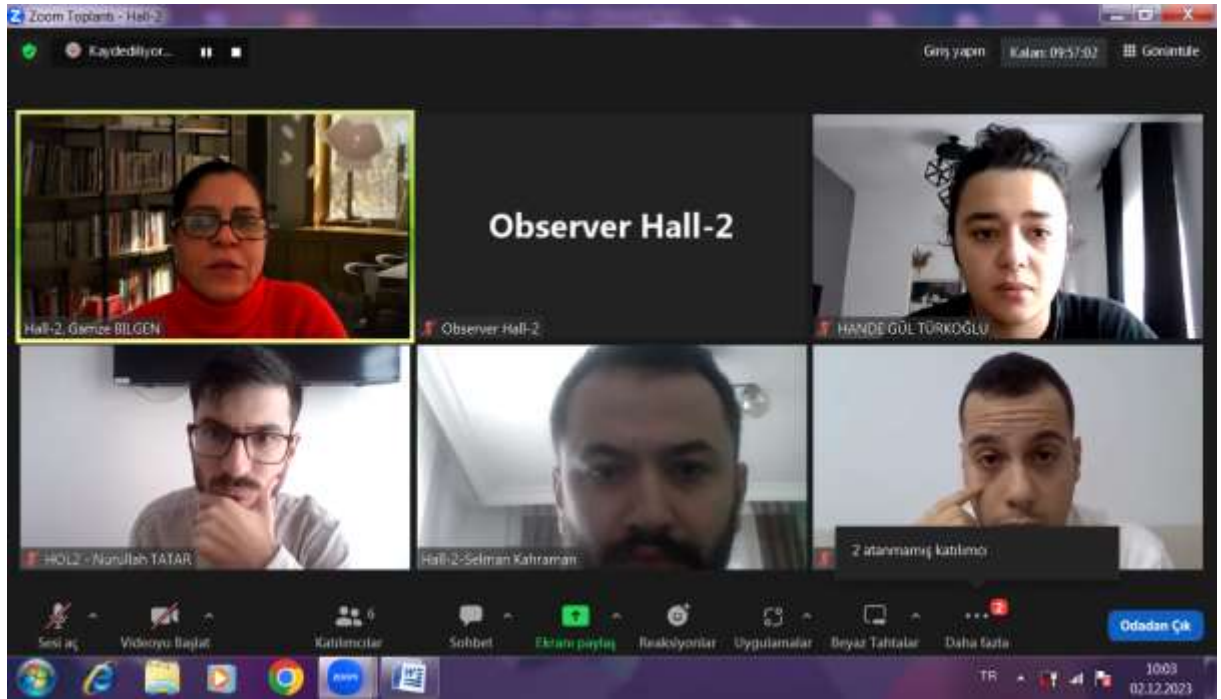 Zoom Toplantı - Hall-2
Kaydediliyor...
Giriş yapın
Kalan: 09:57:02
Görüntüle
Observer Hall-2
Hall-2, Gamze BİLGEN
Observer Hall-2
HANDE GÜL TÜRKOĞLU
HOL2 - Nurullah TATAR
Hall-2-Selman Kahraman
2 atanmamış katılımcı
Sesi aç
Videoyu Başlat
Katılımcılar
6
Sohbet
Ekranı paylaş
Reaksiyonlar
Uygulamalar
Beyaz Tahtalar
Daha fazla
2
Odadan Çık
zoom
TR
10:03
02.12.2023